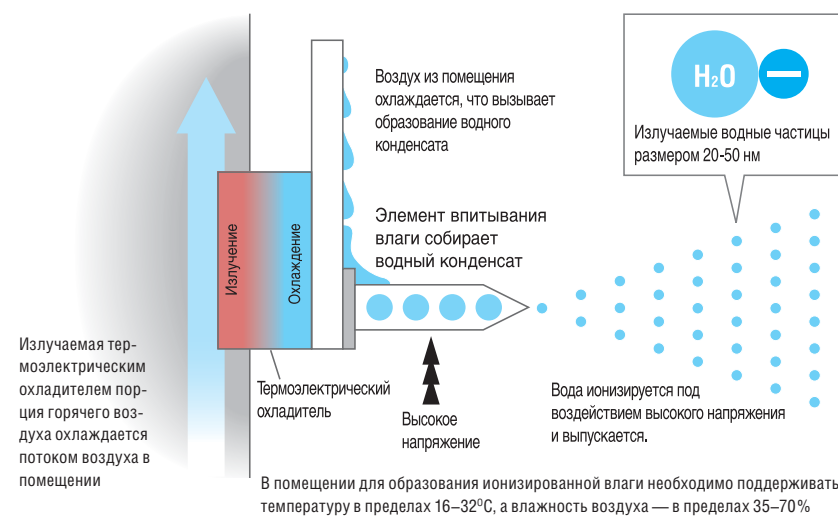 Воздух из помещения
охлаждается, что вызывает
образование водного
конденсата
H₂O
Излучаемые водные частицы
размером 20-50 нм
Элемент впитывания
влаги собирает
водный конденсат
Излучение
Охлаждение
Излучаемая тер-
моэлектрическим
охладителем пор-
ция горячего воз-
духа охлаждается
потоком воздуха в
помещении
Термоэлектрический
охладитель
Высокое
напряжение
Вода ионизируется под
воздействием высокого напряжения
и выпускается.
В помещении для образования ионизированной влаги необходимо поддерживать
температуру в пределах 16–32⁰С, а влажность воздуха — в пределах 35–70%